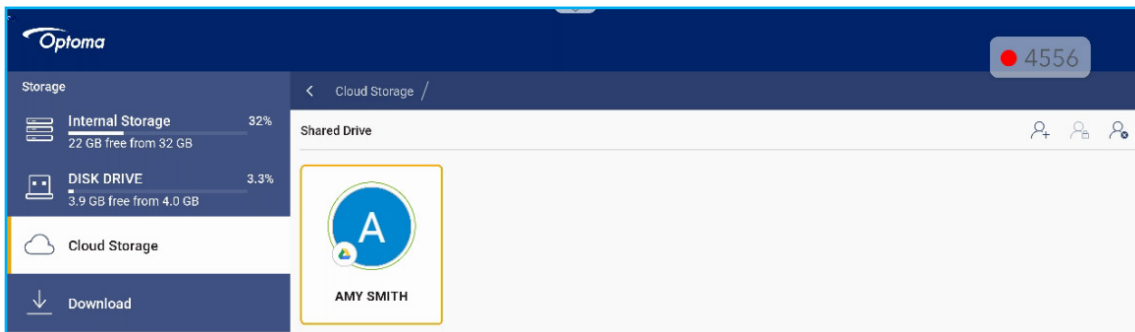 Optoma
4556
Storage
Cloud Storage /
Internal Storage 32%
22 GB free from 32 GB
Shared Drive
DISK DRIVE 3.3%
3.9 GB free from 4.0 GB
Cloud Storage
A
Download
AMY SMITH